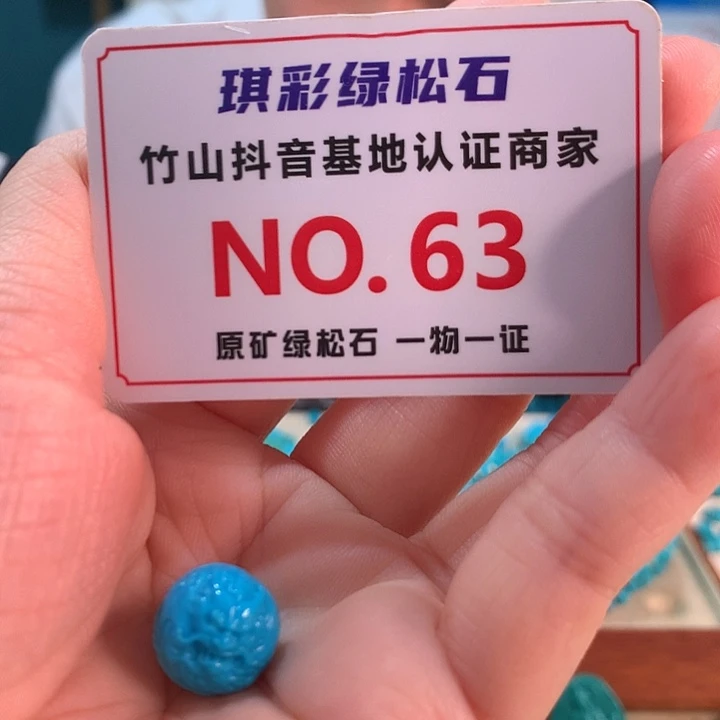 琪彩绿松石
竹山抖音基地认证商家
NO. 63
原矿绿松石 一物一证